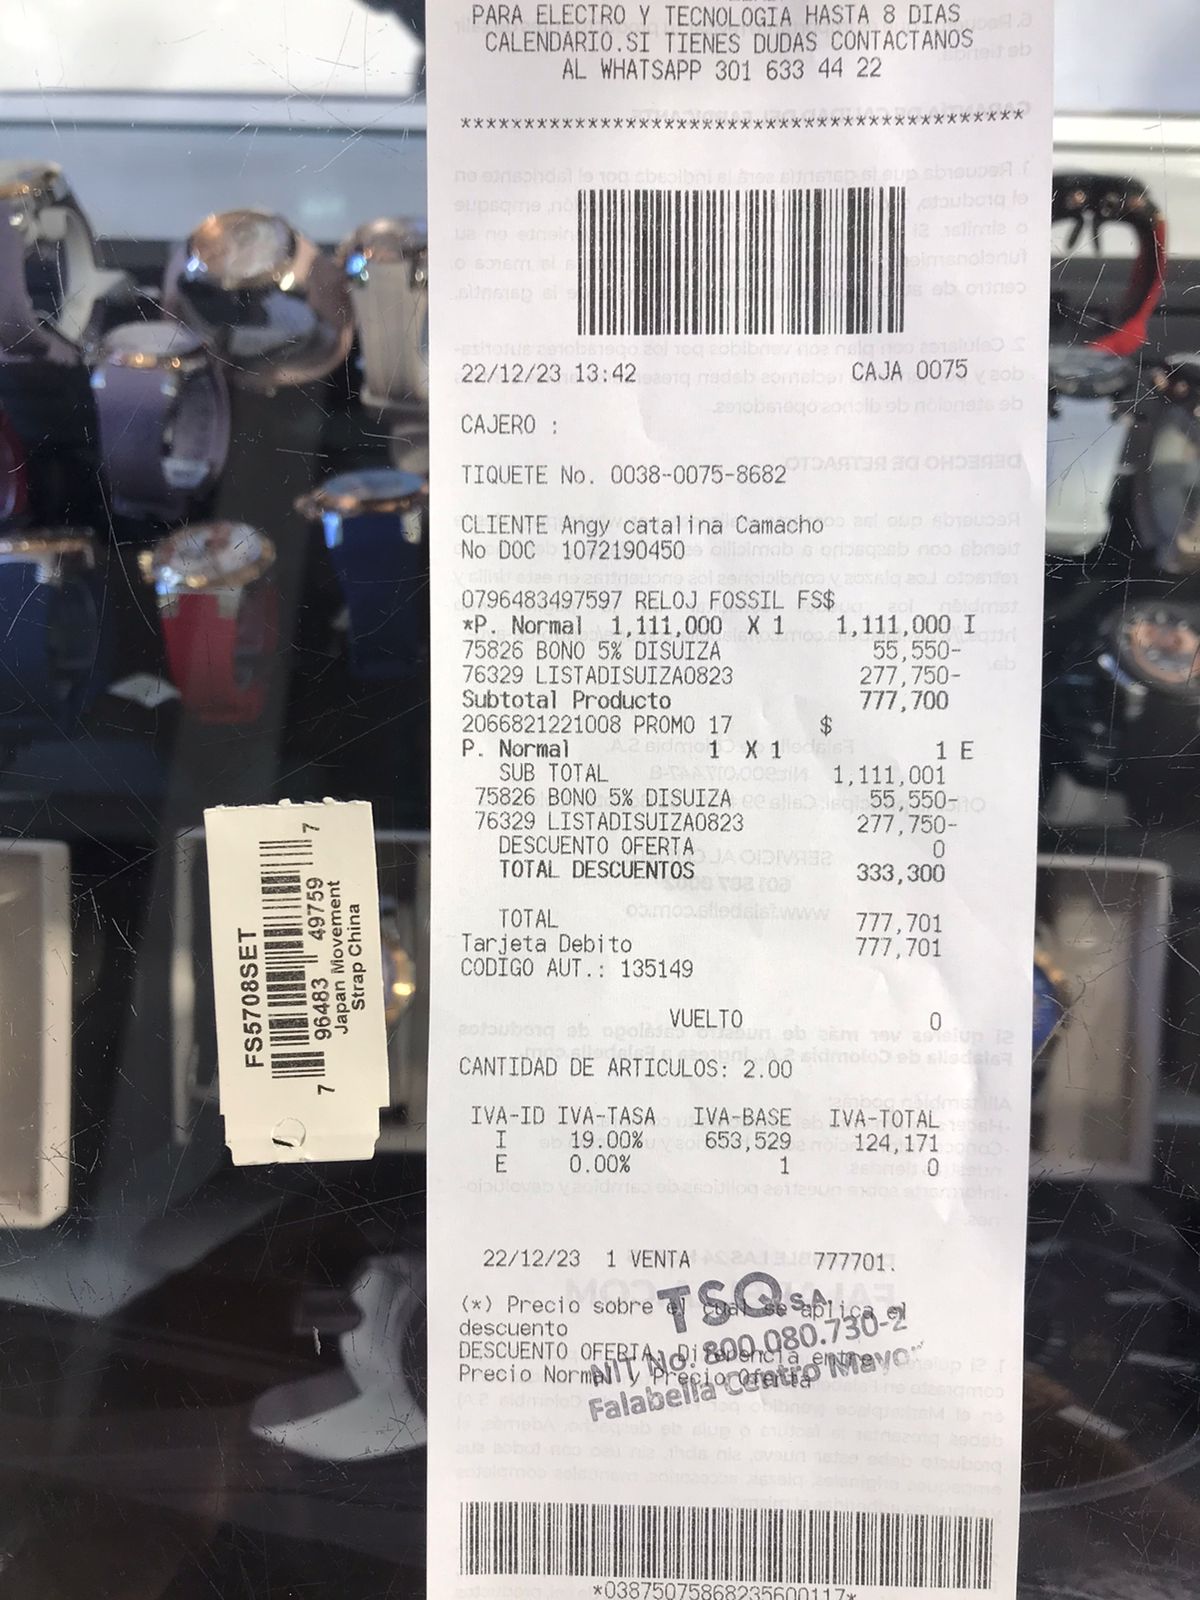 PARA ELECTRO Y TECNOLOGIA HASTA 8 DIAS
CALENDARIO.SI TIENES DUDAS CONTACTANOS
AL WHATSAPP 301 633 44 22
*********************************************
22/12/23 13:42 CAJA 0075
CAJERO :
TIQUETE No. 0038-0075-8682
CLIENTE Angy catalina Camacho
No DOC 1072190450
0796483497597 RELOJ FOSSIL FS$
*P. Normal 1,111,000 X 1 1,111,000 I
75826 BONO 5% DISUIZA 55,550-
76329 LISTADISUIZA0823 277,750-
Subtotal Producto 777,700
2066821221008 PROMO 17 $
P. Normal 1 X 1 1 E
SUB TOTAL 1,111,001
75826 BONO 5% DISUIZA 55,550-
76329 LISTADISUIZA0823 277,750-
DESCUENTO OFERTA 0
TOTAL DESCUENTOS 333,300
TOTAL 777,701
Tarjeta Debito 777,701
CODIGO AUT.: 135149
VUELTO 0
CANTIDAD DE ARTICULOS: 2.00
IVA-ID IVA-TASA IVA-BASE IVA-TOTAL
I 19.00% 653,529 124,171
E 0.00% 1 0
22/12/23 1 VENTA 777701.
(*) Precio sobre el cual se aplica el
descuento
DESCUENTO OFERTA. Diferencia entre
Precio Normal y Precio Oferta
TSQ S.A.
NIT No. 800.080.730-2
Falabella Centro Mayor
*03875075868235600117*
FS5708SET
7 96483 49759 7
Japan Movement
Strap China